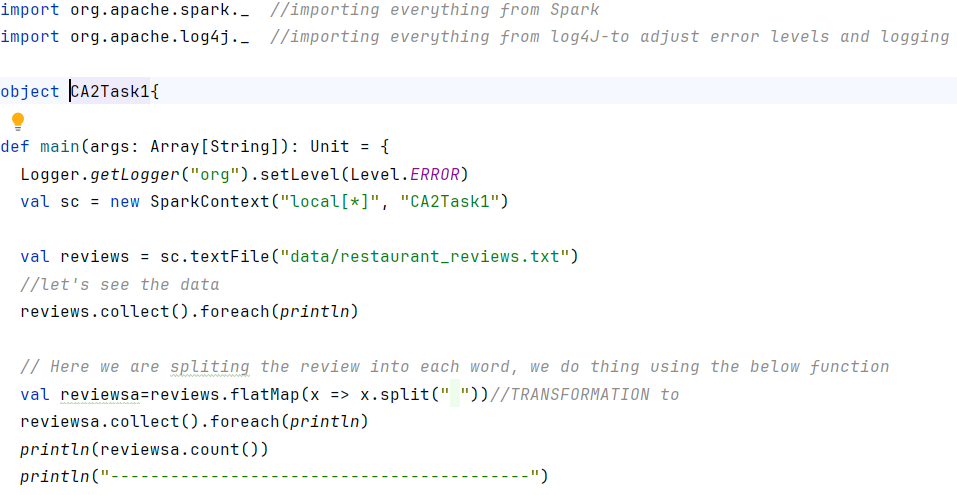 import org.apache.spark._  //importing everything from Spark
import org.apache.log4j._  //importing everything from log4J-to adjust error levels and logging
object CA2Task1{
def main(args: Array[String]): Unit = {
  Logger.getLogger("org").setLevel(Level.ERROR)
  val sc = new SparkContext("local[*]", "CA2Task1")
  val reviews = sc.textFile("data/restaurant_reviews.txt")
  //let's see the data
  reviews.collect().foreach(println)
  // Here we are spliting the review into each word, we do thing using the below function
  val reviewsa=reviews.flatMap(x => x.split(" "))//TRANSFORMATION to
  reviewsa.collect().foreach(println)
  println(reviewsa.count())
  println("------------------------------------------")